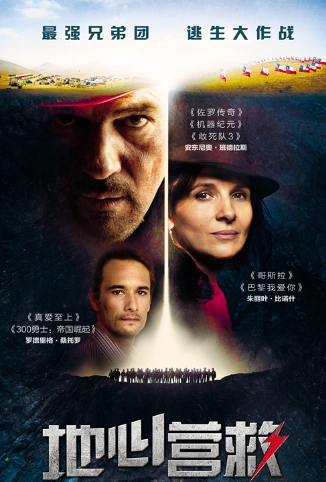 最强兄弟团 逃生大作战
《佐罗传奇》
《机器纪元》
《敢死队3》
安东尼奥·班德拉斯
《哥斯拉》
《巴黎我爱你》
朱丽叶·比诺什
《真爱至上》
《300勇士：帝国崛起》
罗德里格·桑托罗
地心营救